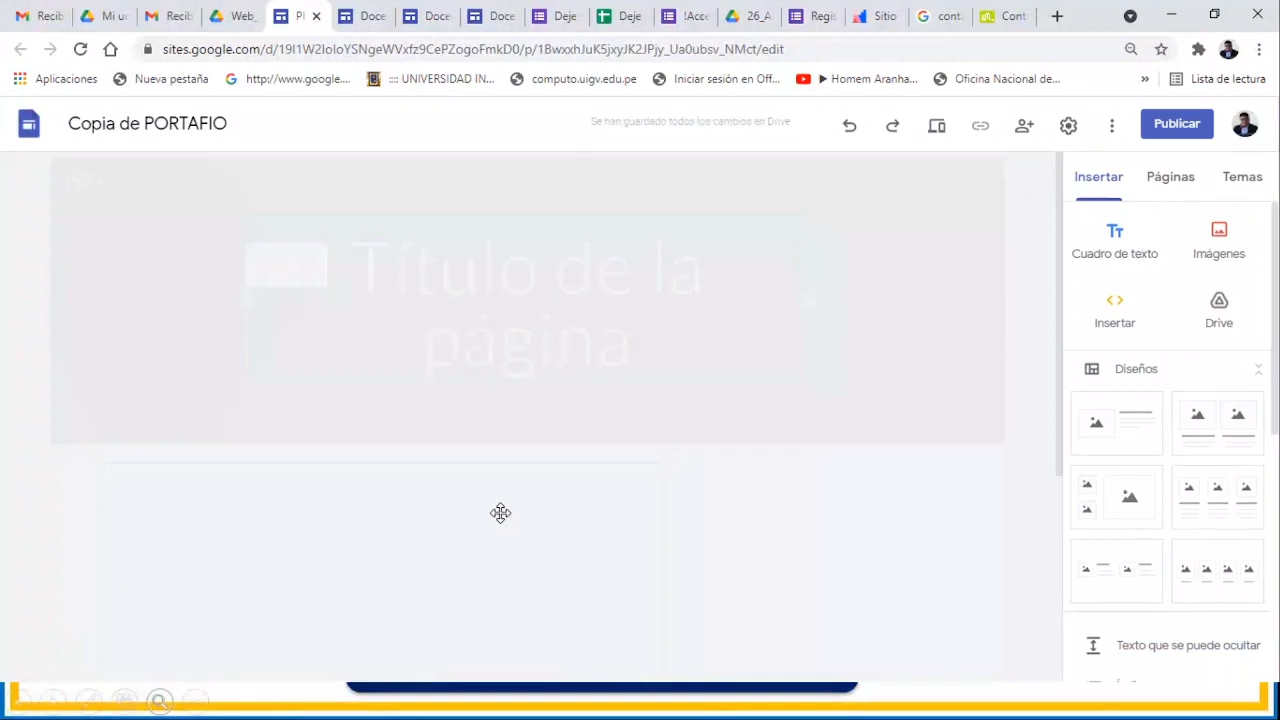 Recib
Mi u
Recib
Web_
Pl
Doce
Doce
Doce
Deje
Deje
!Acce
26_A
Regis
Sitio
cont
Cont
sites.google.com/d/19I1W2IoIoYSNgeWVxfz9CePZogoFmkD0/p/1BwxxhJuK5jxyJK2JPjy_Ua0ubsv_NMct/edit
Aplicaciones
Nueva pestaña
http://www.google....
:::: UNIVERSIDAD IN...
computo.uigv.edu.pe
Iniciar sesión en Off...
▶ Homem Aranha...
Oficina Nacional de...
»
Lista de lectura
Copia de PORTAFIO
Se han guardado todos los cambios en Drive
Publicar
Insertar
Páginas
Temas
Título de la
página
Cuadro de texto
Imágenes
Insertar
Drive
Diseños
Texto que se puede ocultar